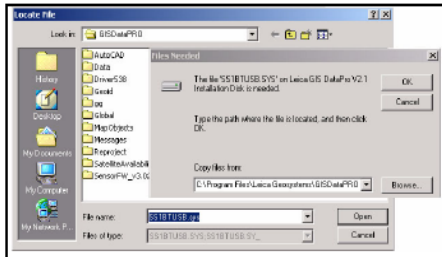 Locate File
Look in: GISDataPRO
History
Desktop
My Documents
My Computer
My Network P...
AutoCAD
Data
Driver538
Geoid
pg
Global
MapObjects
Messages
Reproject
SatelliteAvailabili
SensorFW_v3.02
File name: SS1BTUSB.sys
Open
Files of type: SS1BTUSB.SYS;SS1BTUSB.SY_
Cancel
Files Needed
The file 'SS1BTUSB.SYS' on Leica GIS DataPro V2.1
Installation Disk is needed.
OK
Cancel
Type the path where the file is located, and then click
OK.
Copy files from:
C:\Program Files\Leica Geosystems\GISDataPRO
Browse...